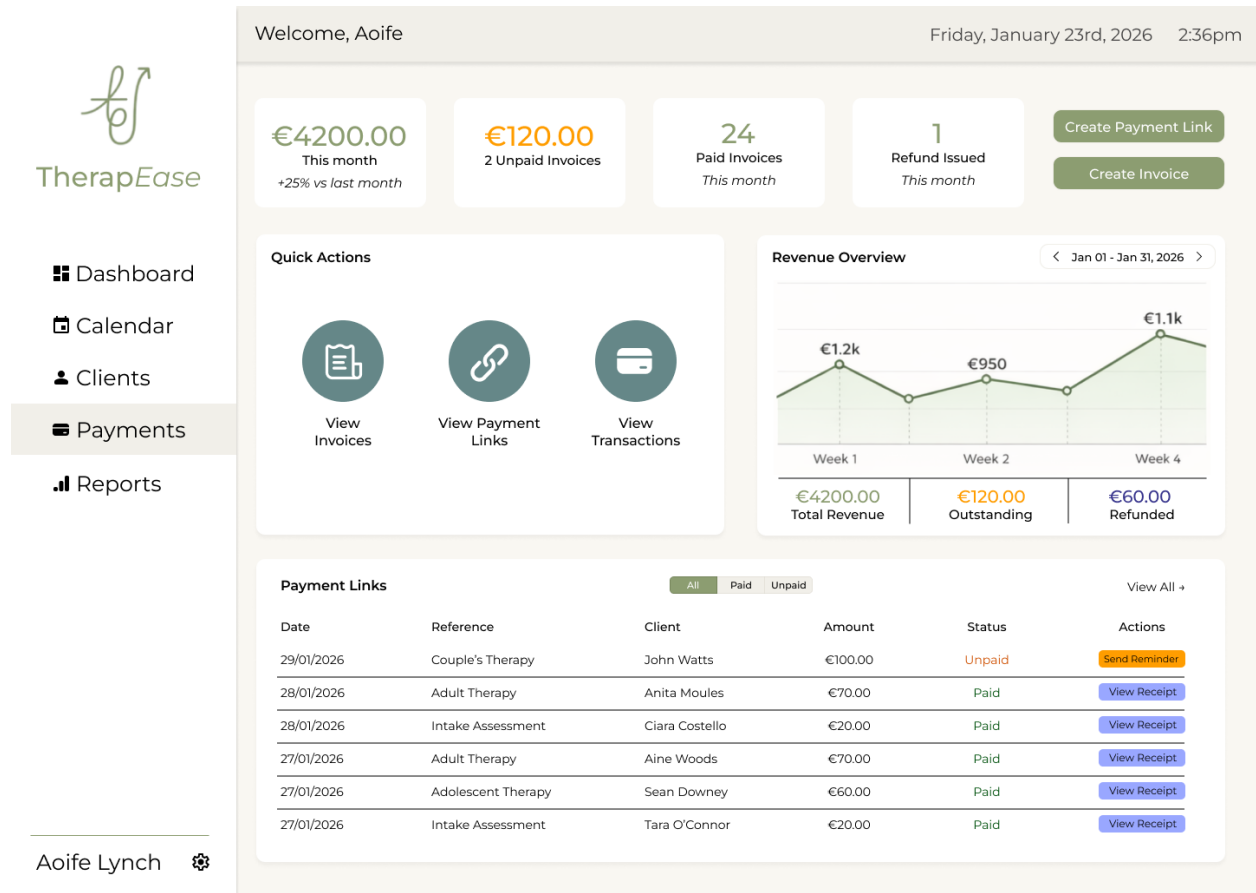 Welcome, Aoife
Friday, January 23rd, 2026 2:36pm
TherapEase
Dashboard
Calendar
Clients
Payments
Reports
Aoife Lynch
€4200.00
This month
+25% vs last month
€120.00
2 Unpaid Invoices
24
Paid Invoices
This month
1
Refund Issued
This month
Create Payment Link
Create Invoice
Quick Actions
View
Invoices
View Payment
Links
View
Transactions
Revenue Overview
Jan 01 - Jan 31, 2026
€1.2k
€950
€1.1k
Week 1 Week 2 Week 4
€4200.00 €120.00 €60.00
Total Revenue Outstanding Refunded
Payment Links
All Paid Unpaid
View All →
Date Reference Client Amount Status Actions
29/01/2026 Couple's Therapy John Watts €100.00 Unpaid Send Reminder
28/01/2026 Adult Therapy Anita Moules €70.00 Paid View Receipt
28/01/2026 Intake Assessment Ciara Costello €20.00 Paid View Receipt
27/01/2026 Adult Therapy Aine Woods €70.00 Paid View Receipt
27/01/2026 Adolescent Therapy Sean Downey €60.00 Paid View Receipt
27/01/2026 Intake Assessment Tara O'Connor €20.00 Paid View Receipt